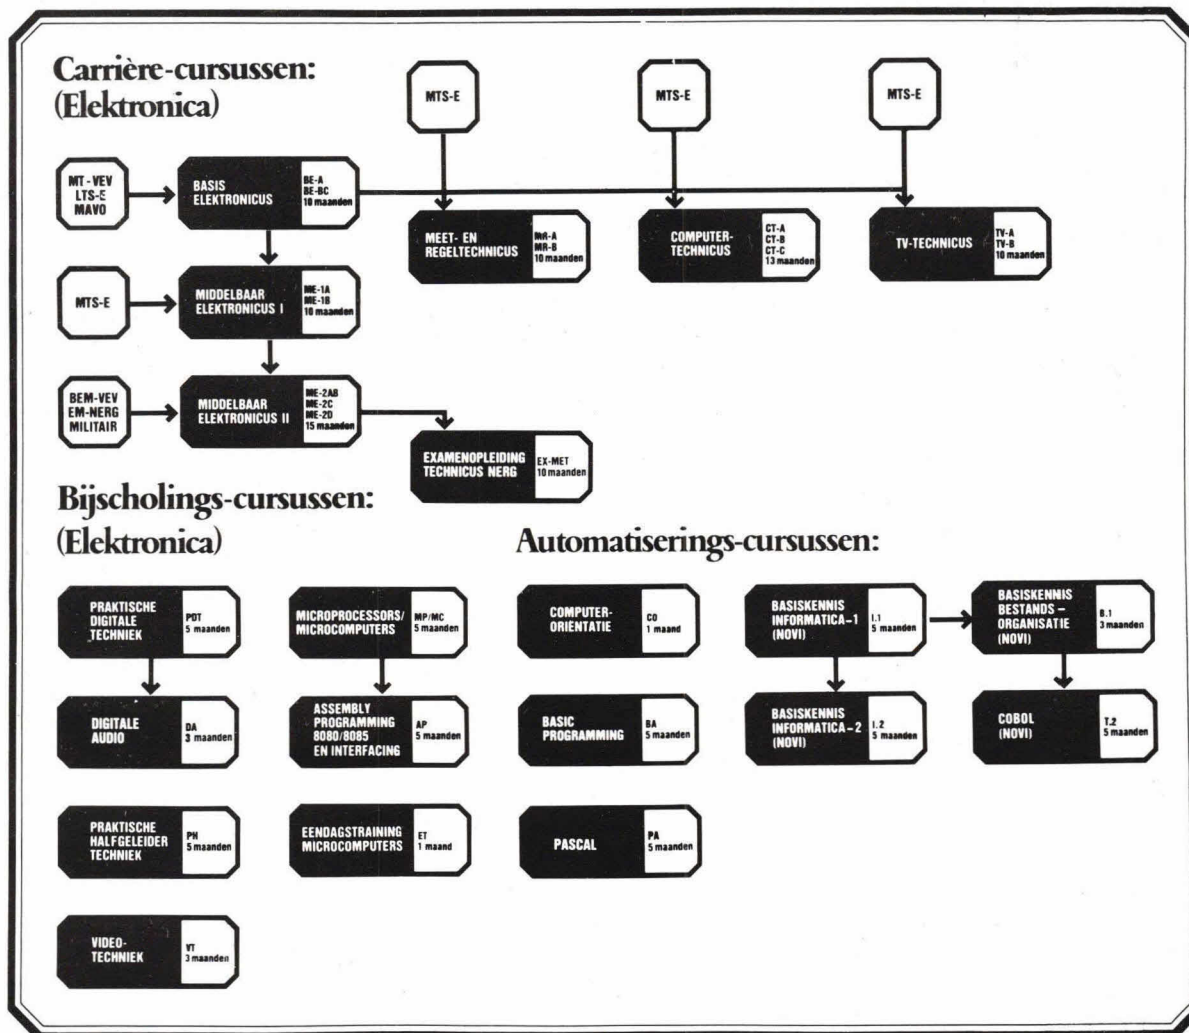 Carrière-cursussen:
(Elektronica)
MTS-E
MTS-E
MTS-E
MT-VEV
LTS-E
MAVO
BASIS
ELEKTRONICUS
BE-A
BE-BC
10 maanden
MEET- EN
REGELTECHNICUS
MR-A
MR-B
10 maanden
COMPUTER-
TECHNICUS
CT-A
CT-B
CT-C
13 maanden
TV-TECHNICUS
TV-A
TV-B
10 maanden
MTS-E
MIDDELBAAR
ELEKTRONICUS I
ME-1A
ME-1B
10 maanden
BEM-VEV
EM-NERG
MILITAIR
MIDDELBAAR
ELEKTRONICUS II
ME-2AB
ME-2C
ME-2D
15 maanden
EXAMENOPLEIDING
TECHNICUS NERG
EX-MET
10 maanden
Bijscholings-cursussen:
(Elektronica)
PRAKTISCHE
DIGITALE
TECHNIEK
PDT
5 maanden
MICROPROCESSORS/
MICROCOMPUTERS
MP/MC
5 maanden
DIGITALE
AUDIO
DA
3 maanden
ASSEMBLY
PROGRAMMING
8080/8085
EN INTERFACING
AP
5 maanden
PRAKTISCHE
HALFGELEIDER
TECHNIEK
PH
5 maanden
EENDAGSTRAINING
MICROCOMPUTERS
ET
1 maand
VIDEO-
TECHNIEK
VT
3 maanden
Automatiserings-cursussen:
COMPUTER-
ORIENTATIE
CO
1 maand
BASISKENNIS
INFORMATICA-1
(NOVI)
I.1
5 maanden
BASISKENNIS
BESTANDS-
ORGANISATIE
(NOVI)
B.1
3 maanden
BASIC
PROGRAMMING
BA
5 maanden
BASISKENNIS
INFORMATICA-2
(NOVI)
I.2
5 maanden
COBOL
(NOVI)
T.2
5 maanden
PASCAL
PA
5 maanden